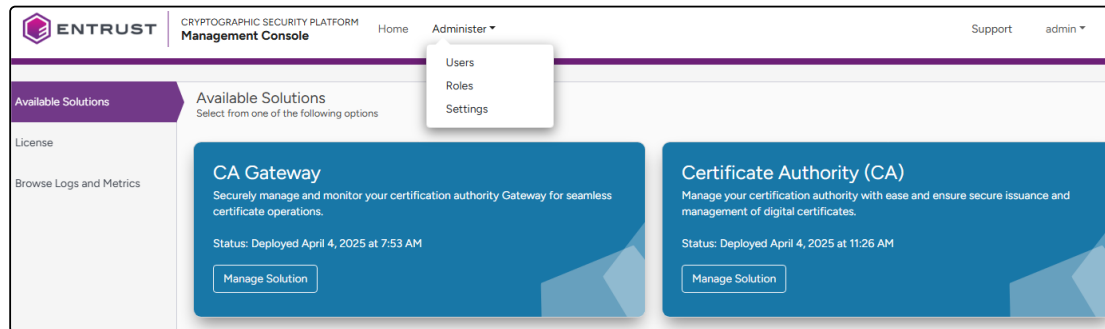 ENTRUST
CRYPTOGRAPHIC SECURITY PLATFORM
Management Console
Home
Administer
Support
admin
Users
Roles
Settings
Available Solutions
License
Browse Logs and Metrics
Available Solutions
Select from one of the following options
CA Gateway
Securely manage and monitor your certification authority Gateway for seamless
certificate operations.
Status: Deployed April 4, 2025 at 7:53 AM
Manage Solution
Certificate Authority (CA)
Manage your certification authority with ease and ensure secure issuance and
management of digital certificates.
Status: Deployed April 4, 2025 at 11:26 AM
Manage Solution